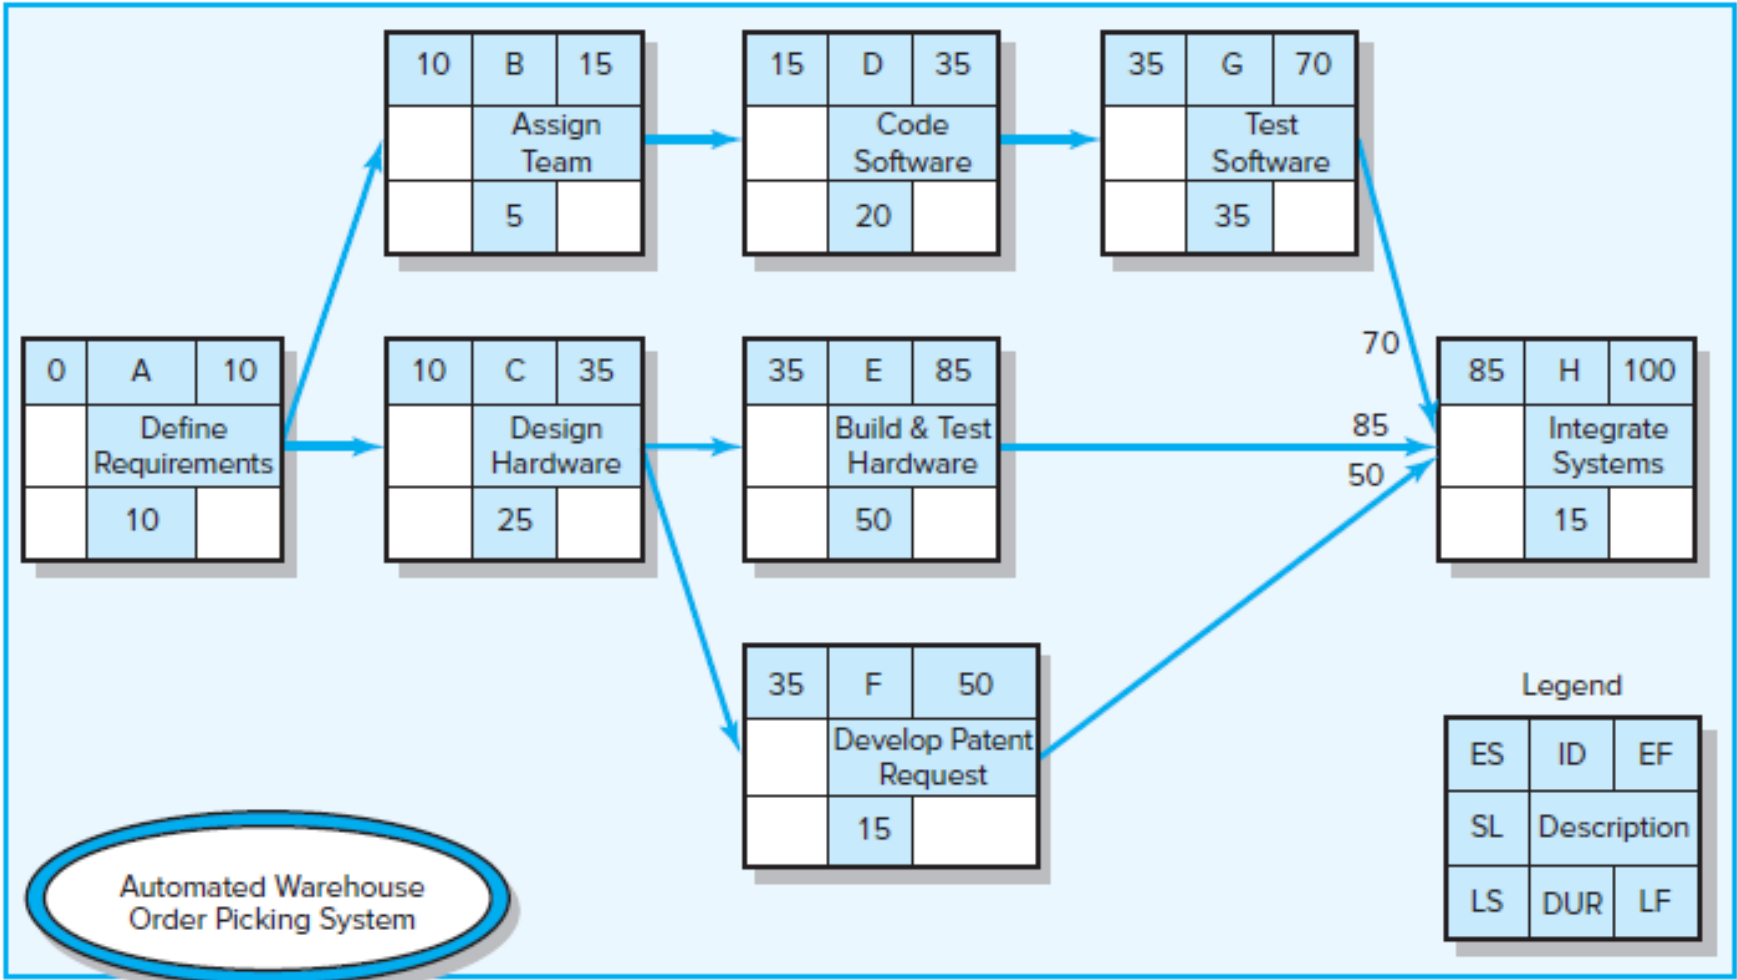 10 B 15
Assign
Team
5
15 D 35
Code
Software
20
35 G 70
Test
Software
35
0 A 10
Define
Requirements
10
10 C 35
Design
Hardware
25
35 E 85
Build & Test
Hardware
50
70
85
50
85 H 100
Integrate
Systems
15
35 F 50
Develop Patent
Request
15
Legend
ES ID EF
SL Description
LS DUR LF
Automated Warehouse
Order Picking System